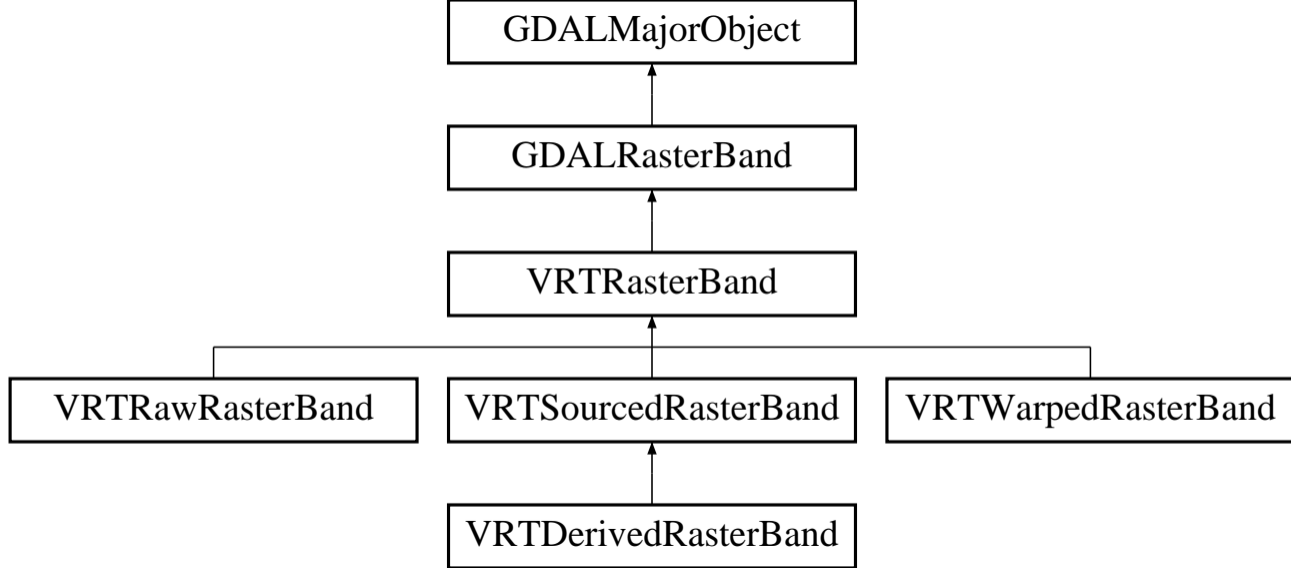 GDALMajorObject
GDALRasterBand
VRTRasterBand
VRTRawRasterBand
VRTSourcedRasterBand
VRTWarpedRasterBand
VRTDerivedRasterBand